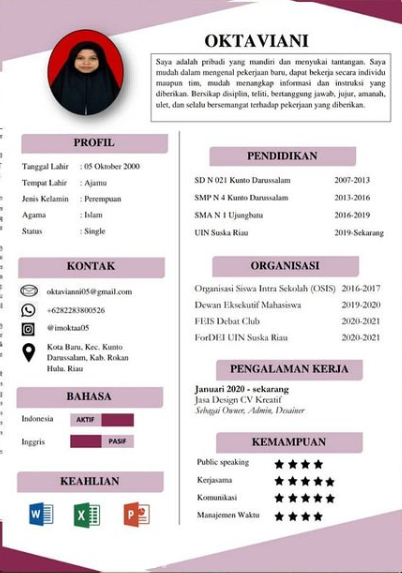 OKTAVIANI
Saya adalah pribadi yang mandiri dan menyukai tantangan. Saya
mudah dalam mengenal pekerjaan baru, dapat bekerja secara individu
maupun tim, mudah menangkap informasi dan instruksi yang
diberikan. Bersikap disiplin, teliti, bertanggung jawab, jujur, amanah,
ulet, dan selalu bersemangat terhadap pekerjaan yang diberikan.
PROFIL
Tanggal Lahir : 05 Oktober 2000
Tempat Lahir : Ajamu
Jenis Kelamin : Perempuan
Agama : Islam
Status : Single
KONTAK
oktavianni05@gmail.com
+6282283800526
@imoktaa05
Kota Baru, Kec. Kunto
Darussalam, Kab. Rokan
Hulu. Riau
BAHASA
Indonesia AKTIF
Inggris PASIF
KEAHLIAN
W X P
PENDIDIKAN
SD N 021 Kunto Darussalam 2007-2013
SMP N 4 Kunto Darussalam 2013-2016
SMA N 1 Ujungbatu 2016-2019
UIN Suska Riau 2019-Sekarang
ORGANISASI
Organisasi Siswa Intra Sekolah (OSIS) 2016-2017
Dewan Eksekutif Mahasiswa 2019-2020
FEIS Debat Club 2020-2021
ForDEI UIN Suska Riau 2020-2021
PENGALAMAN KERJA
Januari 2020 - sekarang
Jasa Design CV Kreatif
Sebagai Owner, Admin, Desainer
KEMAMPUAN
Public speaking
Kerjasama
Komunikasi
Manajemen Waktu